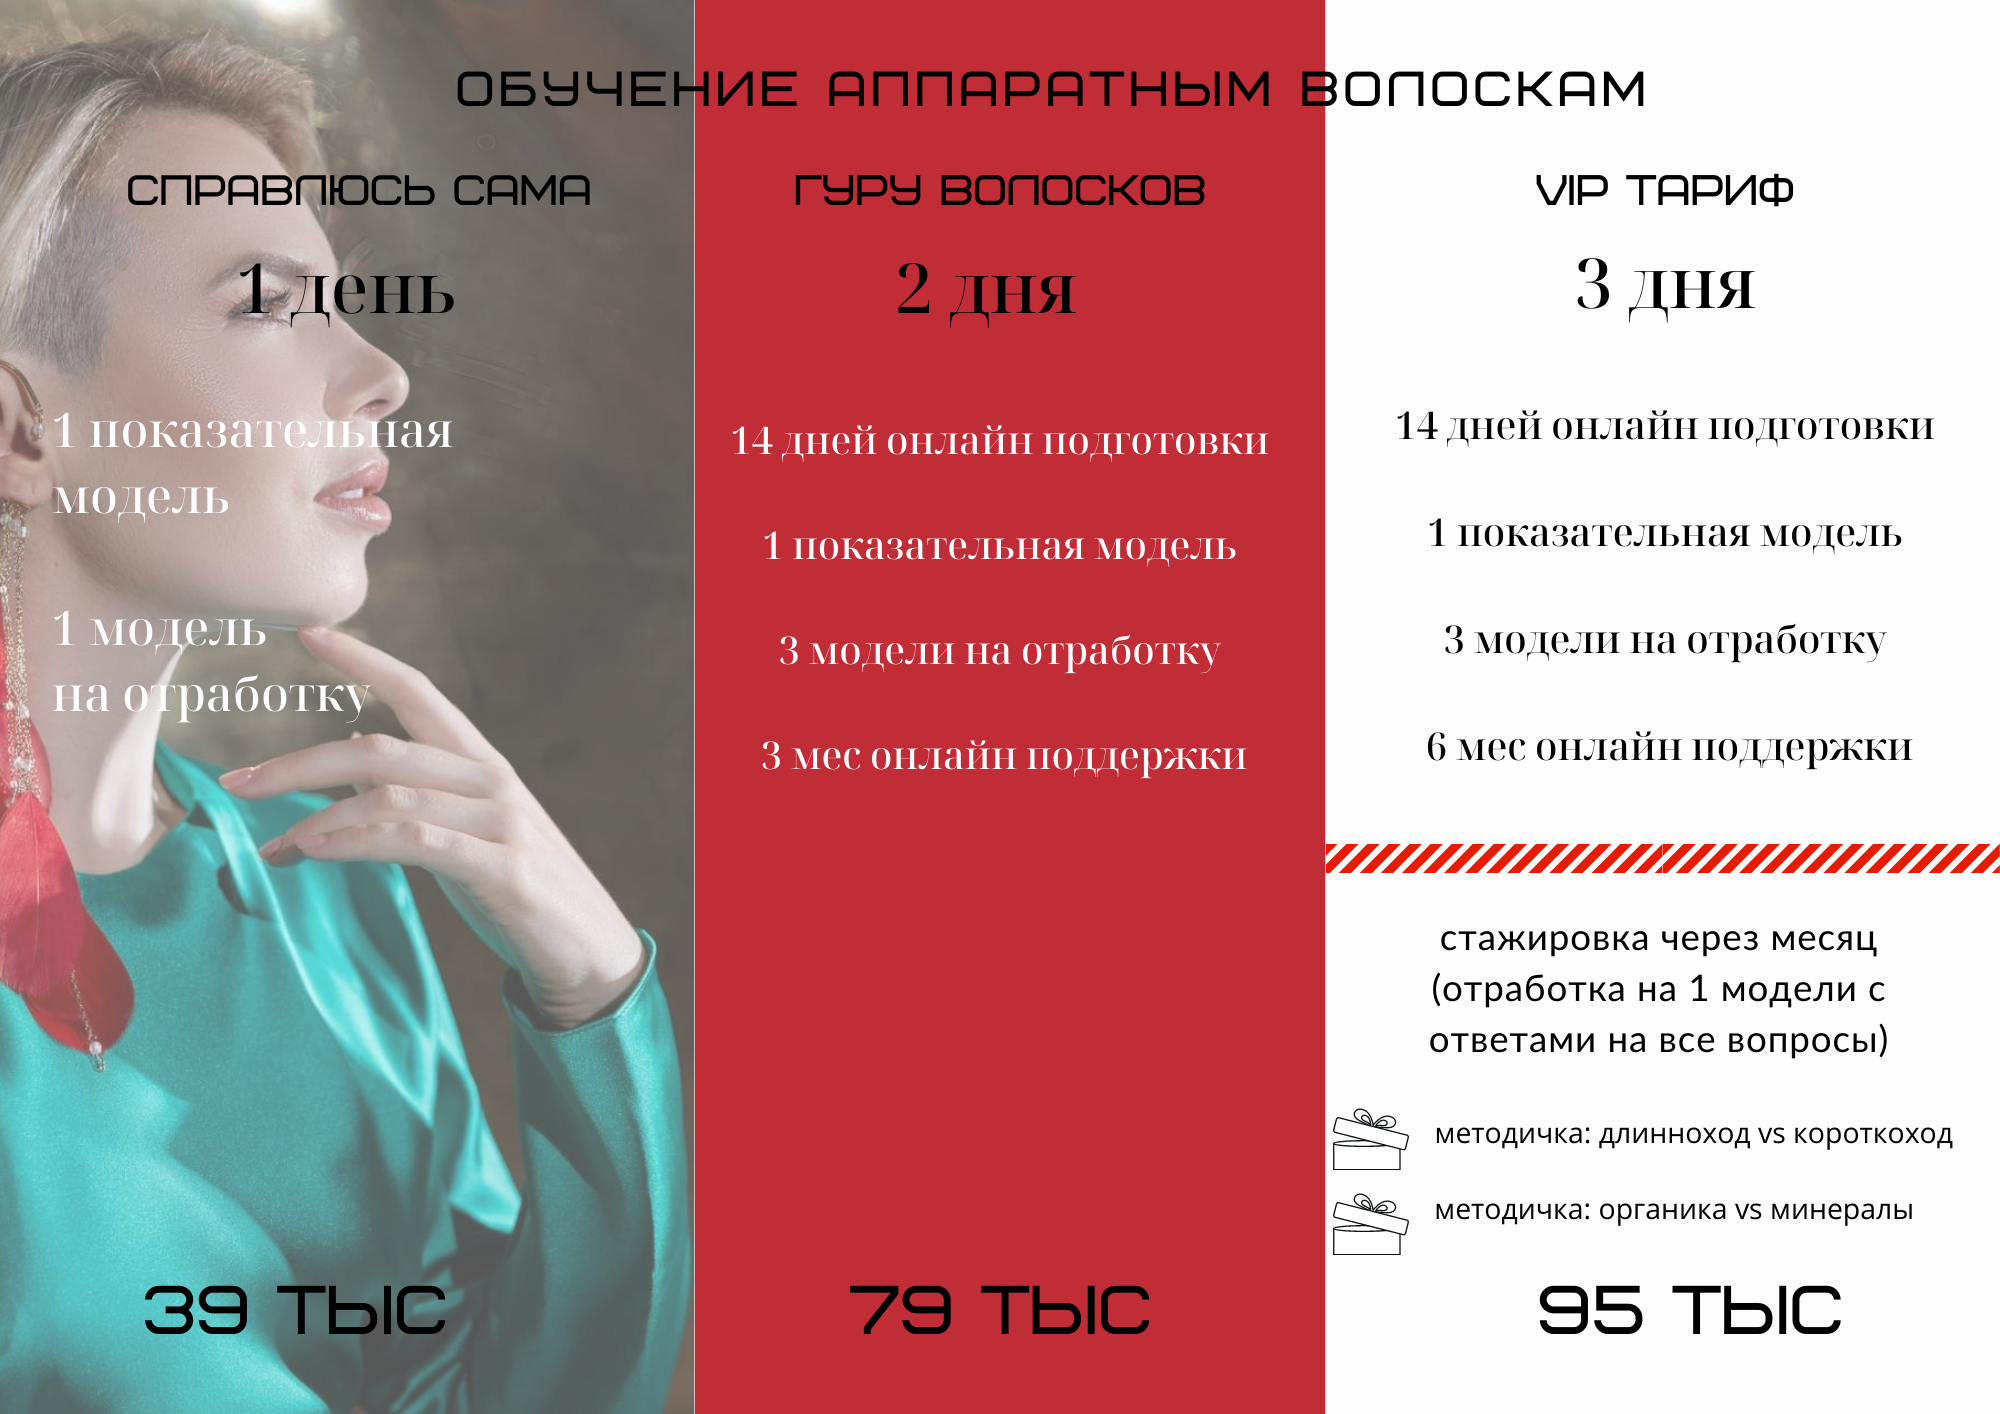 ОБУЧЕНИЕ АППАРАТНЫМ ВОЛОСКАМ
СПРАВЛЮСЬ САМА
1 день
1 показательная
модель
1 модель
на отработку
39 ТЫС
ГУРУ ВОЛОСКОВ
2 дня
14 дней онлайн подготовки
1 показательная модель
3 модели на отработку
3 мес онлайн поддержки
79 ТЫС
VIP ТАРИФ
3 дня
14 дней онлайн подготовки
1 показательная модель
3 модели на отработку
6 мес онлайн поддержки
стажировка через месяц
(отработка на 1 модели с
ответами на все вопросы)
методичка: длинноход vs короткоход
методичка: органика vs минералы
95 ТЫС